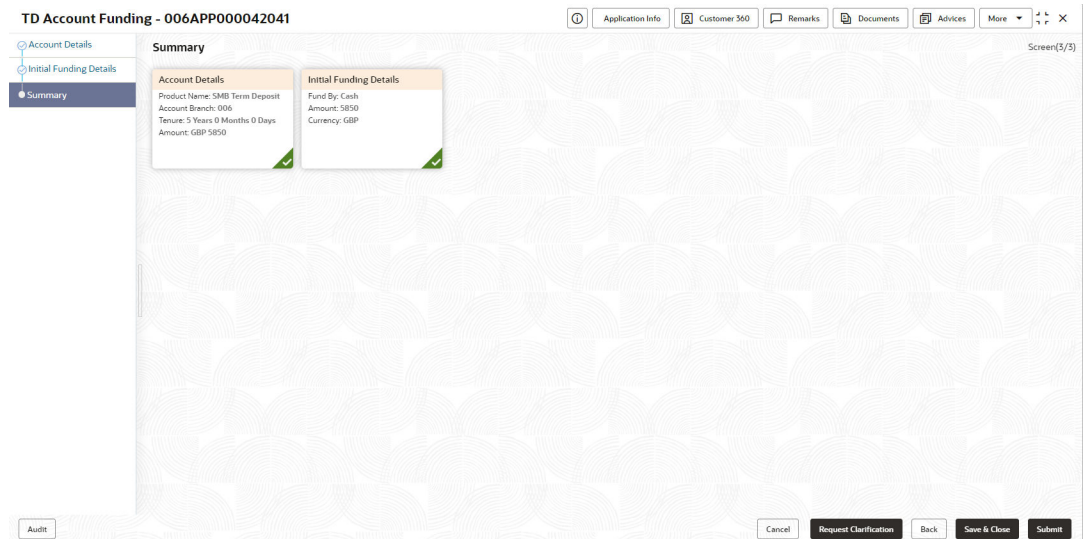 TD Account Funding - 006APP000042041
Application Info
Customer 360
Remarks
Documents
Advices
More
Account Details
Initial Funding Details
Summary
Summary
Screen(3/3)
Account Details
Product Name: SMB Term Deposit
Account Branch: 006
Tenure: 5 Years 0 Months 0 Days
Amount: GBP 5850
Initial Funding Details
Fund By: Cash
Amount: 5850
Currency: GBP
Audit
Cancel
Request Clarification
Back
Save & Close
Submit